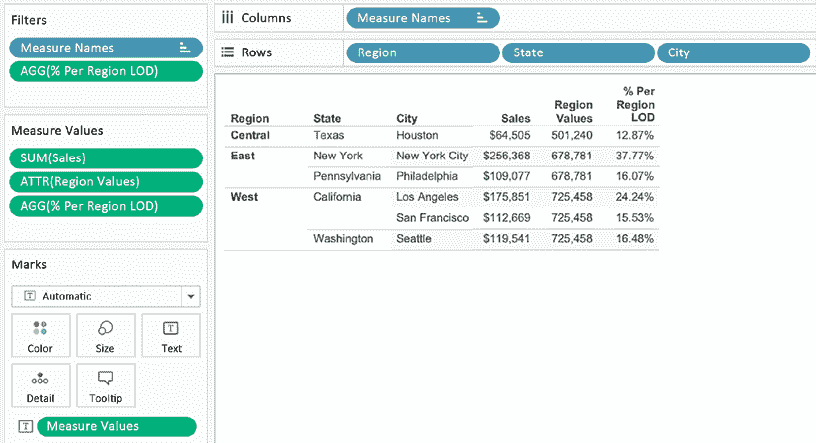 Filters
Measure Names
AGG(% Per Region LOD)
Measure Values
SUM(Sales)
ATTR(Region Values)
AGG(% Per Region LOD)
Marks
Automatic
Color Size Text
Detail Tooltip
Measure Values
Columns Measure Names
Rows Region State City
Region State City Sales Region Values % Per Region LOD
Central Texas Houston $64,505 501,240 12.87%
East New York New York City $256,368 678,781 37.77%
Pennsylvania Philadelphia $109,077 678,781 16.07%
West California Los Angeles $175,851 725,458 24.24%
San Francisco $112,669 725,458 15.53%
Washington Seattle $119,541 725,458 16.48%